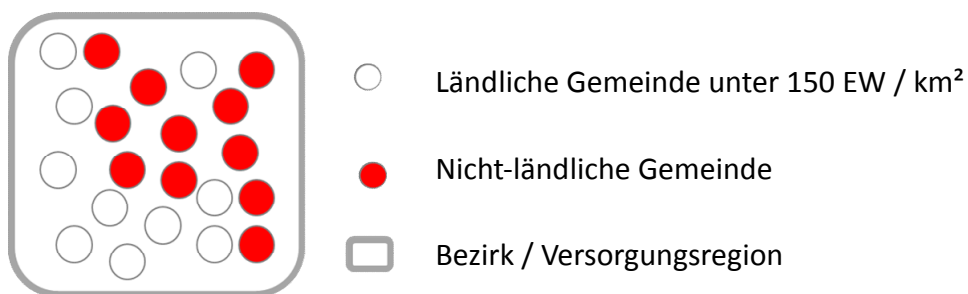 Ländliche Gemeinde unter 150 EW / km²
Nicht-ländliche Gemeinde
Bezirk / Versorgungsregion